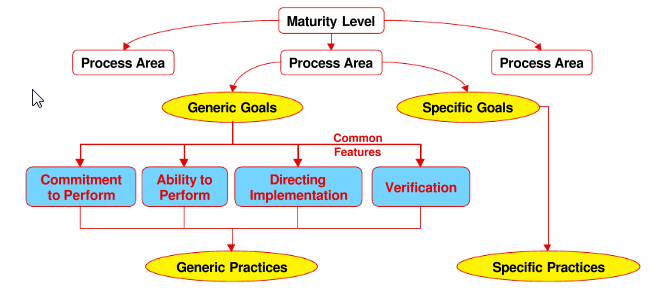 Maturity Level
Process Area
Process Area
Process Area
Generic Goals
Specific Goals
Common
Features
Commitment
to Perform
Ability to
Perform
Directing
Implementation
Verification
Generic Practices
Specific Practices